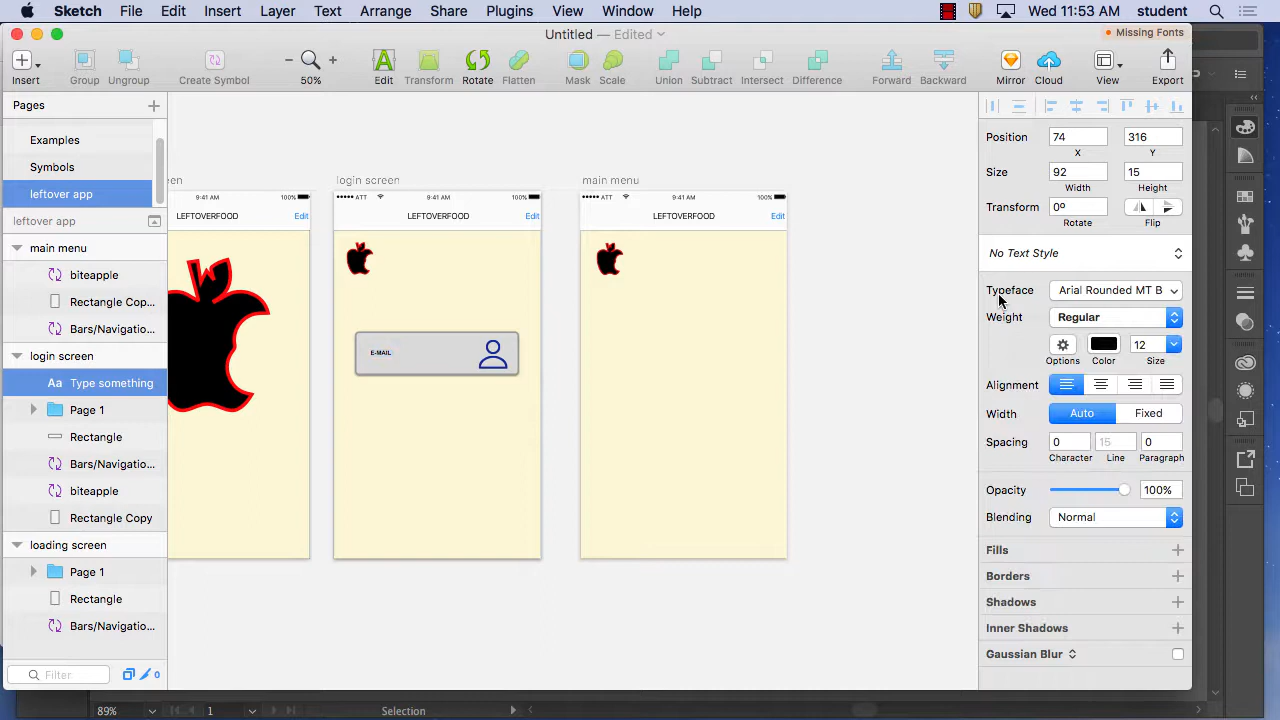 Sketch File Edit Insert Layer Text Arrange Share Plugins View Window Help Wed 11:53 AM student
Untitled — Edited
Missing Fonts
Insert Group Ungroup Create Symbol 50% Edit Transform Rotate Flatten Mask Scale Union Subtract Intersect Difference Forward Backward Mirror Cloud View Export
Pages
Examples
Symbols
leftover app
leftover app
main menu
biteapple
Rectangle Cop...
Bars/Navigatio...
login screen
Aa Type something
Page 1
Rectangle
Bars/Navigatio...
biteapple
Rectangle Copy
loading screen
Page 1
Rectangle
Bars/Navigatio...
Filter
0
een
9:41 AM 100%
LEFTOVERFOOD Edit
login screen
ATT 9:41 AM 100%
LEFTOVERFOOD Edit
E-MAIL
main menu
ATT 9:41 AM 100%
LEFTOVERFOOD Edit
Position 74 316
X Y
Size 92 15
Width Height
Transform 0º
Rotate Flip
No Text Style
Typeface Arial Rounded MT B
Weight Regular
12
Options Color Size
Alignment
Width Auto Fixed
Spacing 0 15 0
Character Line Paragraph
Opacity 100%
Blending Normal
Fills
Borders
Shadows
Inner Shadows
Gaussian Blur
89% 1 Selection